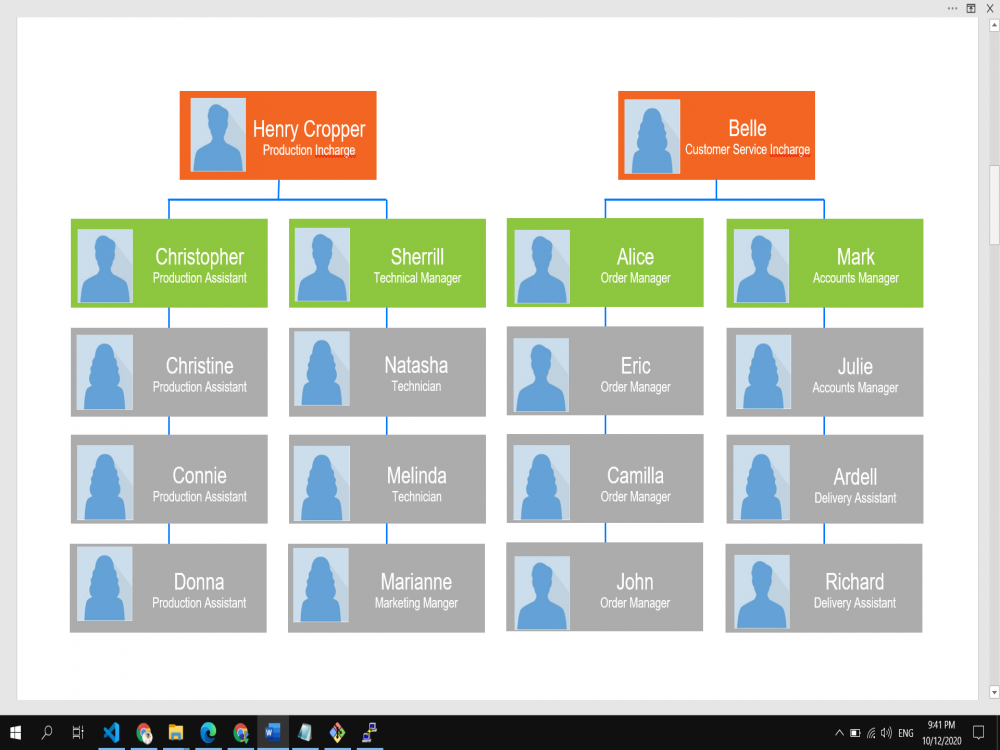 Henry Cropper
Production Incharge
Belle
Customer Service Incharge
Christopher
Production Assistant
Sherrill
Technical Manager
Alice
Order Manager
Mark
Accounts Manager
Christine
Production Assistant
Natasha
Technician
Eric
Order Manager
Julie
Accounts Manager
Connie
Production Assistant
Melinda
Technician
Camilla
Order Manager
Ardell
Delivery Assistant
Donna
Production Assistant
Marianne
Marketing Manger
John
Order Manager
Richard
Delivery Assistant
ENG
9:41 PM
10/12/2020